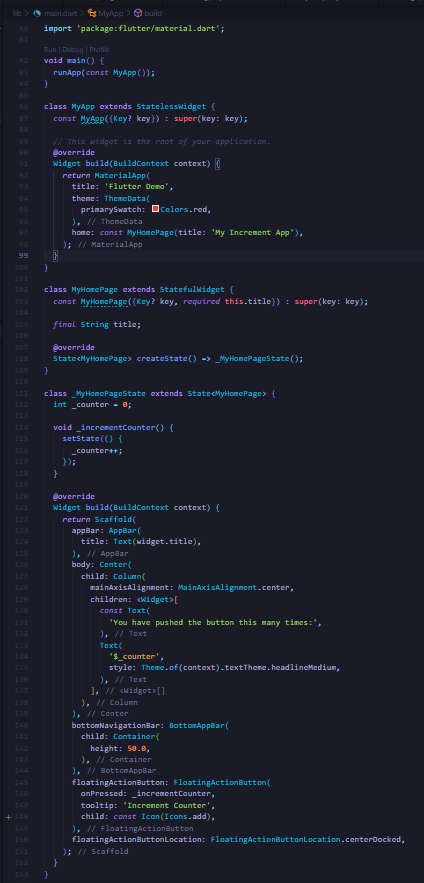 lib > main.dart > MyApp > build
80 import 'package:flutter/material.dart';
81
Run | Debug | Profile
82 void main() {
83 runApp(const MyApp());
84 }
85
86 class MyApp extends StatelessWidget {
87 const MyApp({Key? key}) : super(key: key);
88
89 // This widget is the root of your application.
90 @override
91 Widget build(BuildContext context) {
92 return MaterialApp(
93 title: 'Flutter Demo',
94 theme: ThemeData(
95 primarySwatch: Colors.red,
96 ), // ThemeData
97 home: const MyHomePage(title: 'My Increment App'),
98 ); // MaterialApp
99 }
100 }
101
102 class MyHomePage extends StatefulWidget {
103 const MyHomePage({Key? key, required this.title}) : super(key: key);
104
105 final String title;
106
107 @override
108 State<MyHomePage> createState() => _MyHomePageState();
109 }
110
111 class _MyHomePageState extends State<MyHomePage> {
112 int _counter = 0;
113
114 void _incrementCounter() {
115 setState(() {
116 _counter++;
117 });
118 }
119
120 @override
121 Widget build(BuildContext context) {
122 return Scaffold(
123 appBar: AppBar(
124 title: Text(widget.title),
125 ), // AppBar
126 body: Center(
127 child: Column(
128 mainAxisAlignment: MainAxisAlignment.center,
129 children: <Widget>[
130 const Text(
131 'You have pushed the button this many times:',
132 ), // Text
133 Text(
134 '$_counter',
135 style: Theme.of(context).textTheme.headlineMedium,
136 ), // Text
137 ], // <Widget>[]
138 ), // Column
139 ), // Center
140 bottomNavigationBar: BottomAppBar(
141 child: Container(
142 height: 50.0,
143 ), // Container
144 ), // BottomAppBar
145 floatingActionButton: FloatingActionButton(
146 onPressed: _incrementCounter,
147 tooltip: 'Increment Counter',
148 child: const Icon(Icons.add),
149 ), // FloatingActionButton
150 floatingActionButtonLocation: FloatingActionButtonLocation.centerDocked,
151 ); // Scaffold
152 }
153 }